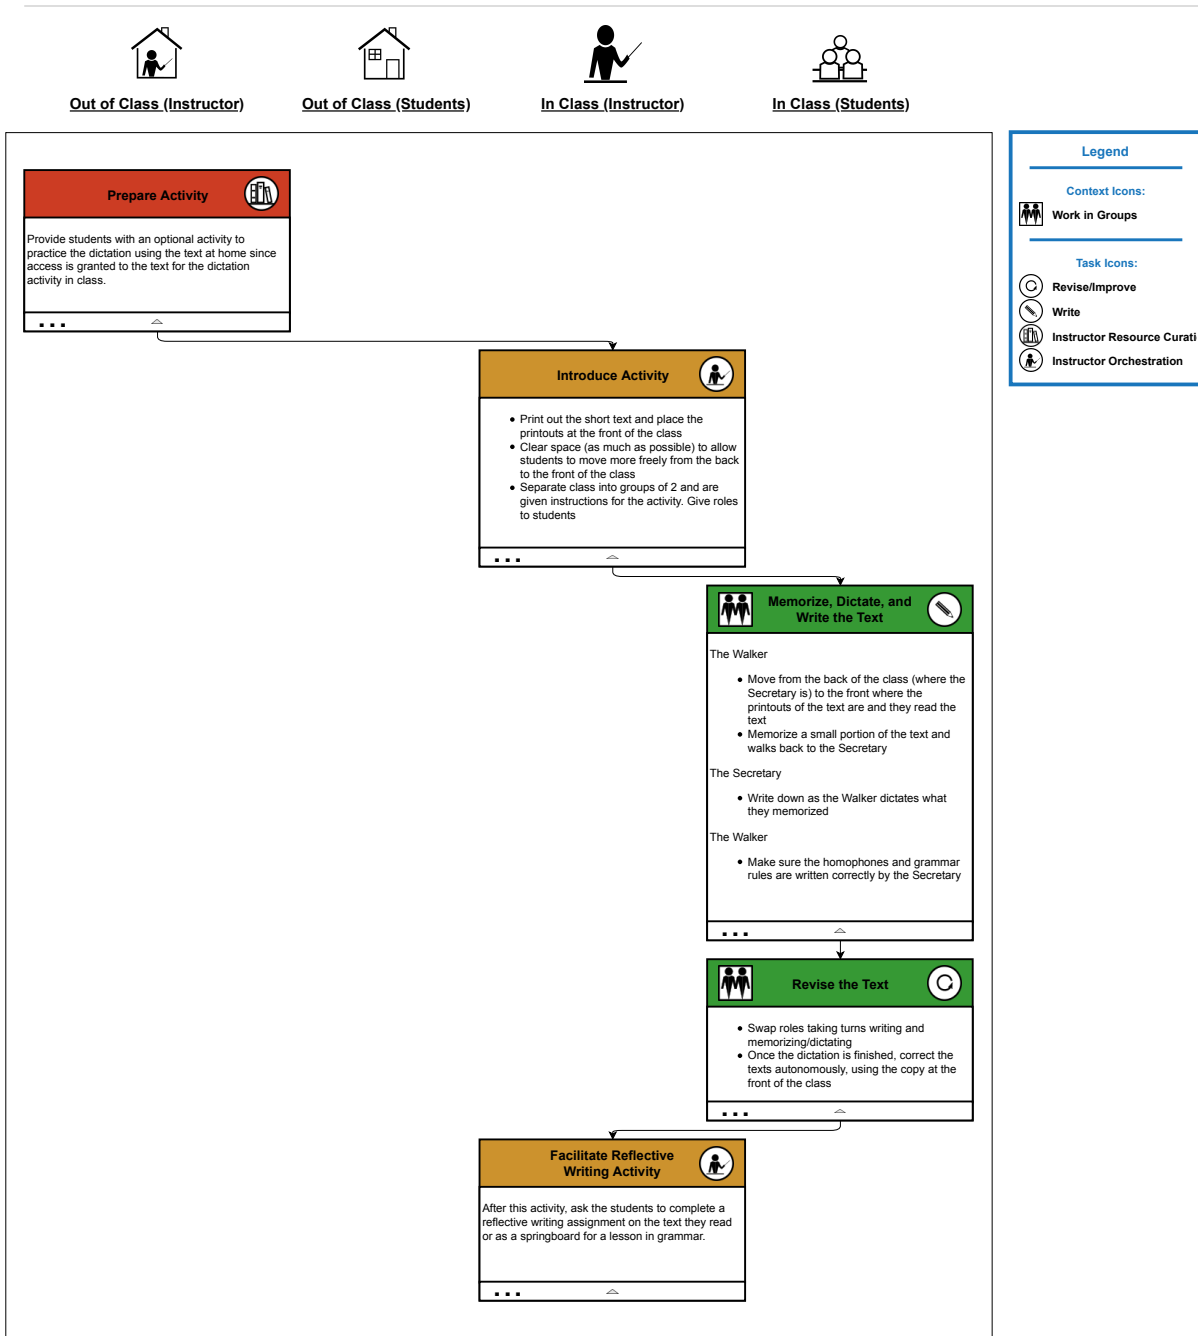 Out of Class (Instructor)
Out of Class (Students)
In Class (Instructor)
In Class (Students)
Legend
Context Icons:
Work in Groups
Task Icons:
Revise/Improve
Write
Instructor Resource Curati
Instructor Orchestration
Prepare Activity
Provide students with an optional activity to
practice the dictation using the text at home since
access is granted to the text for the dictation
activity in class.
Introduce Activity
Print out the short text and place the
printouts at the front of the class
Clear space (as much as possible) to allow
students to move more freely from the back
to the front of the class
Separate class into groups of 2 and are
given instructions for the activity. Give roles
to students
Memorize, Dictate, and
Write the Text
The Walker
Move from the back of the class (where the
Secretary is) to the front where the
printouts of the text are and they read the
text
Memorize a small portion of the text and
walks back to the Secretary
The Secretary
Write down as the Walker dictates what
they memorized
The Walker
Make sure the homophones and grammar
rules are written correctly by the Secretary
Revise the Text
Swap roles taking turns writing and
memorizing/dictating
Once the dictation is finished, correct the
texts autonomously, using the copy at the
front of the class
Facilitate Reflective
Writing Activity
After this activity, ask the students to complete a
reflective writing assignment on the text they read
or as a springboard for a lesson in grammar.